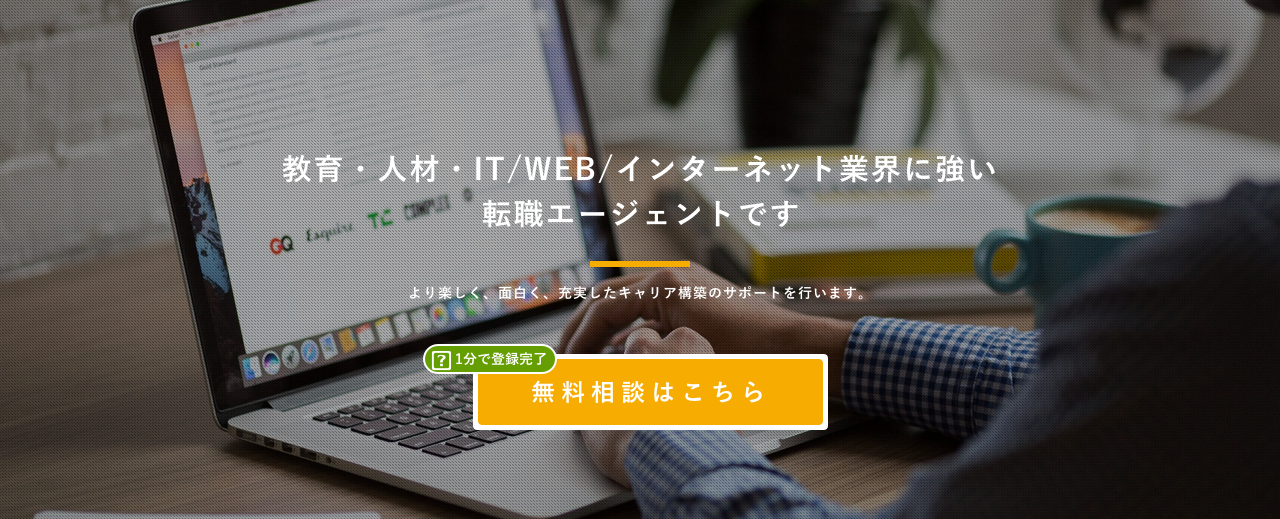 教育・人材・IT/WEB/インターネット業界に強い
転職エージェントです
より楽しく、面白く、充実したキャリア構築のサポートを行います。
1分で登録完了
無料相談はこちら
GQ
Esquire
COMPLEX